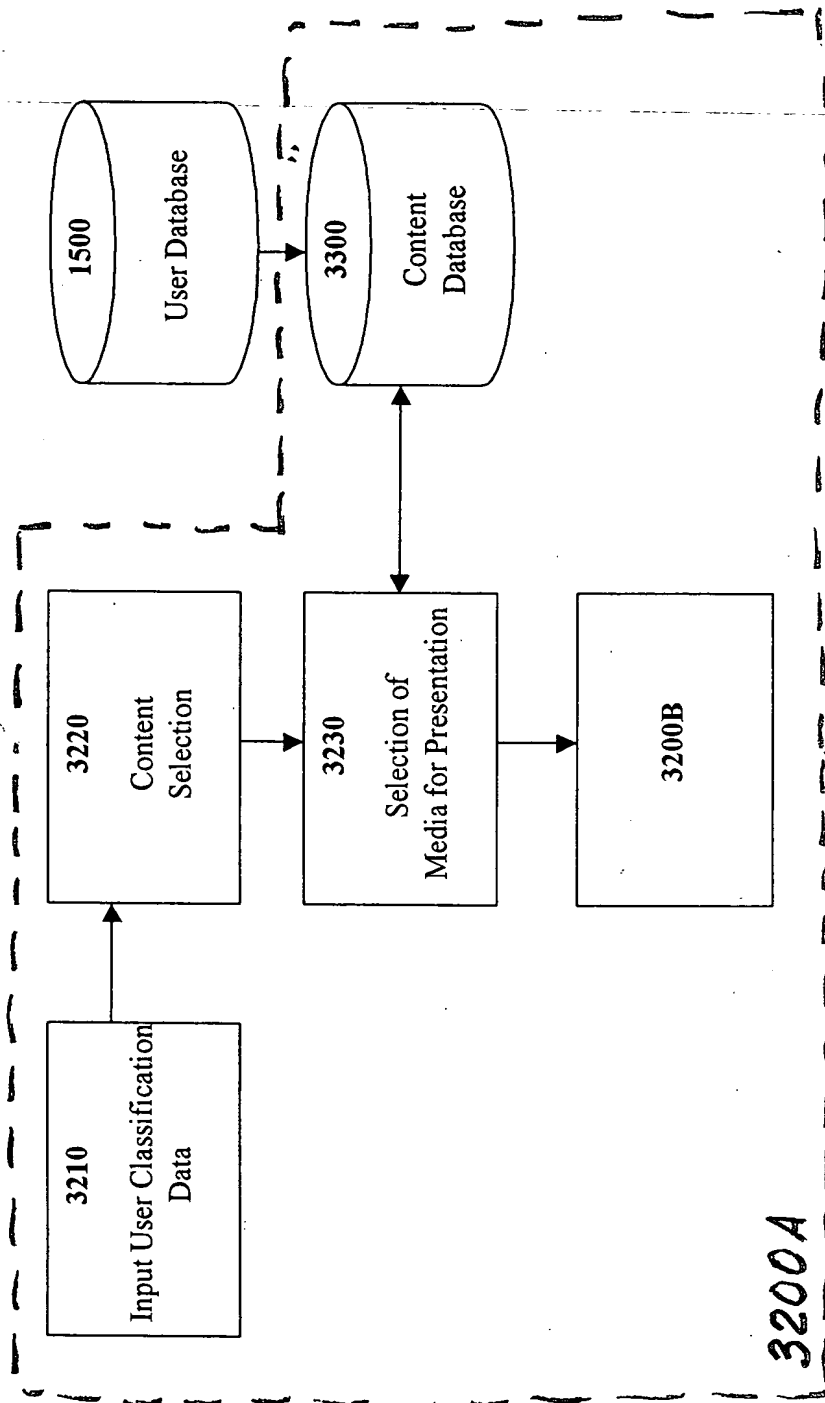 3210
Input User Classification
Data
3220
Content
Selection
1500
User Database
3230
Selection of
Media for Presentation
3300
Content
Database
3200B
3200A